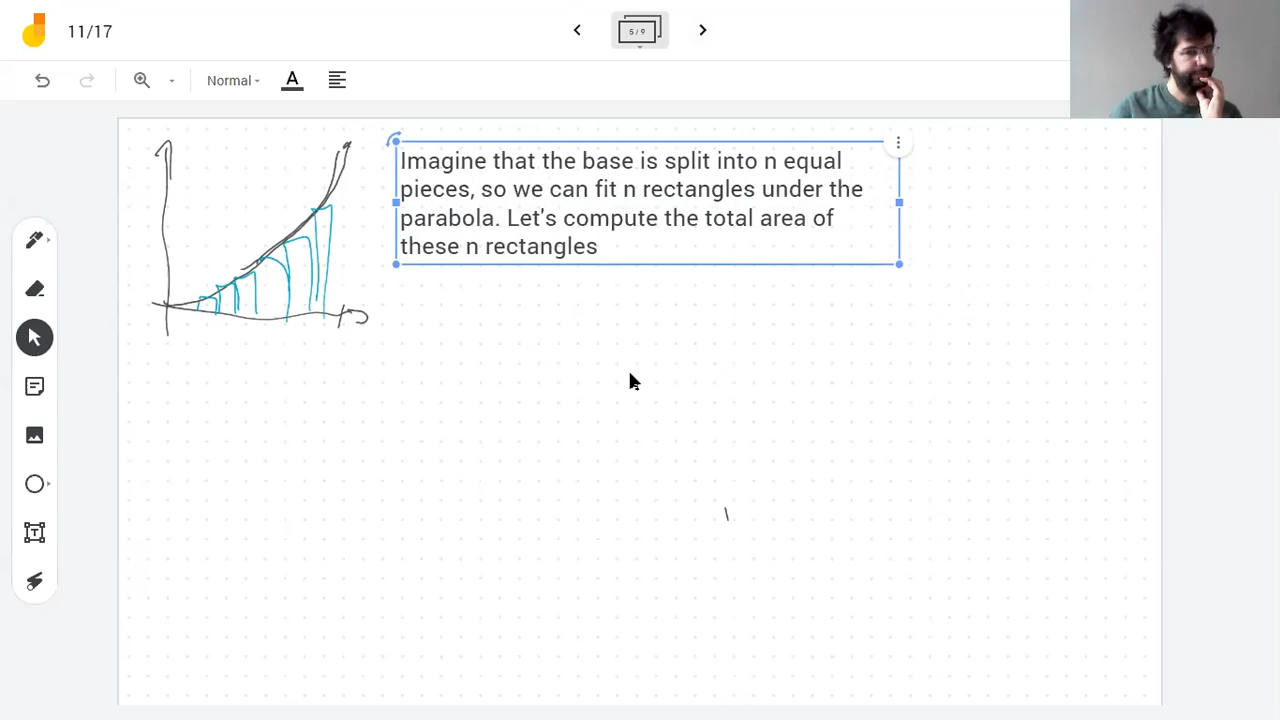 11/17
5 / 9
Normal
A
Imagine that the base is split into n equal
pieces, so we can fit n rectangles under the
parabola. Let's compute the total area of
these n rectangles